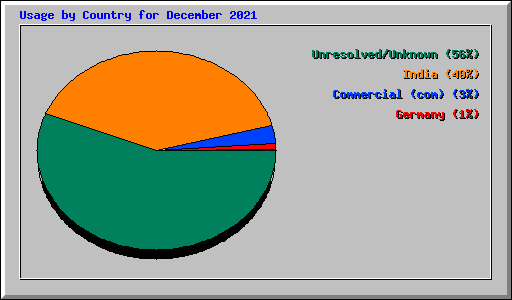 Usage by Country for December 2021
Unresolved/Unknown (56%)
India (40%)
Commercial (com) (3%)
Germany (1%)